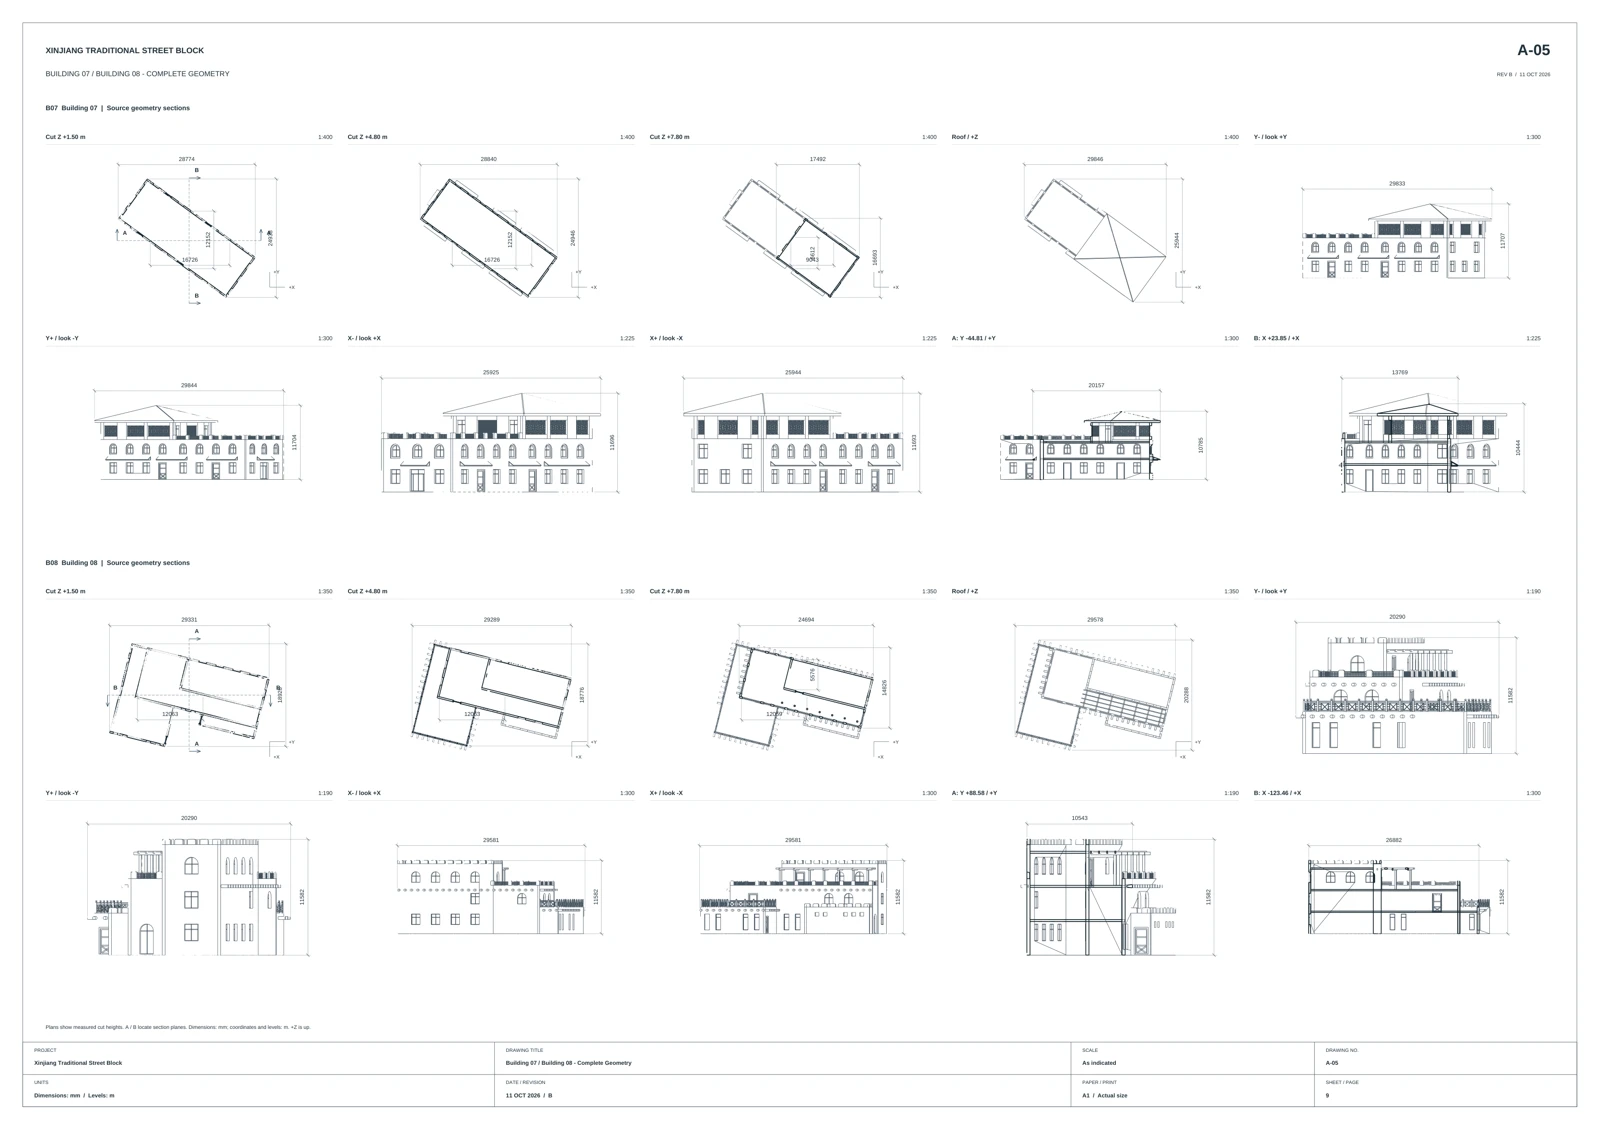 XINJIANG TRADITIONAL STREET BLOCK
A-05
BUILDING 07 / BUILDING 08 - COMPLETE GEOMETRY
REV B / 11 OCT 2026
B07 Building 07 | Source geometry sections
Cut Z +1.50 m 1:400
Cut Z +4.80 m 1:400
Cut Z +7.80 m 1:400
Roof / +Z 1:400
Y- / look +Y 1:300
28774
B
A
12152
16726
B
+Y
+X
28840
12152
24946
16726
+Y
+X
17492
9043
16693
+Y
+X
29846
25944
+Y
+X
29833
11707
Y+ / look -Y 1:300
X- / look +X 1:225
X+ / look -X 1:225
A: Y -44.81 / +Y 1:300
B: X +23.85 / +X 1:225
29844
11704
25925
11696
25944
11693
20157
10785
13769
10444
B08 Building 08 | Source geometry sections
Cut Z +1.50 m 1:350
Cut Z +4.80 m 1:350
Cut Z +7.80 m 1:350
Roof / +Z 1:350
Y- / look +Y 1:190
29331
A
B
12063
A
+Y
+X
29289
18776
12063
+Y
+X
24694
5576
14826
12059
+Y
+X
29578
20288
+Y
+X
20290
11582
Y+ / look -Y 1:190
X- / look +X 1:300
X+ / look -X 1:300
A: Y +88.58 / +Y 1:190
B: X -123.46 / +X 1:300
20290
11582
29581
11582
29581
11582
10543
11582
26882
11582
Plans show measured cut heights. A / B locate section planes. Dimensions: mm; coordinates and levels: m. +Z is up.
PROJECT
Xinjiang Traditional Street Block
DRAWING TITLE
Building 07 / Building 08 - Complete Geometry
SCALE
As indicated
DRAWING NO.
A-05
UNITS
Dimensions: mm / Levels: m
DATE / REVISION
11 OCT 2026 / B
PAPER / PRINT
A1 / Actual size
SHEET / PAGE
9